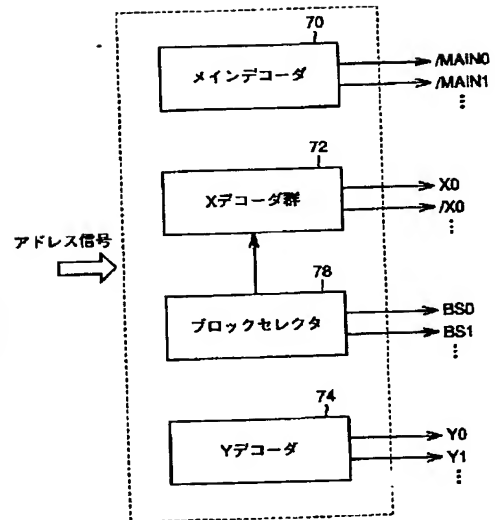 70
メインデコーダ
/MAIN0
/MAIN1
⋮
72
Xデコーダ群
X0
/X0
⋮
アドレス信号
78
ブロックセレクタ
BS0
BS1
⋮
74
Yデコーダ
Y0
Y1
⋮